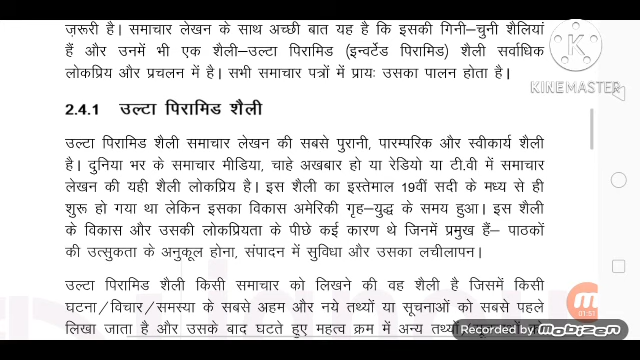 ज़रूरी है। समाचार लेखन के साथ अच्छी बात यह है कि इसकी गिनी–चुनी शैलियां
हैं और उनमें भी एक शैली–उल्टा पिरामिड (इन्वर्टेड पिरामिड) शैली सर्वाधिक
लोकप्रिय और प्रचलन में है। सभी समाचार पत्रों में प्रायः उसका पालन होता है।
K
KINEMASTER
2.4.1 उल्टा पिरामिड शैली
उल्टा पिरामिड शैली समाचार लेखन की सबसे पुरानी, पारम्परिक और स्वीकार्य शैली
है। दुनिया भर के समाचार मीडिया, चाहे अखबार हो या रेडियो या टी.वी में समाचार
लेखन की यही शैली लोकप्रिय है। इस शैली का इस्तेमाल 19वीं सदी के मध्य से ही
शुरू हो गया था लेकिन इसका विकास अमेरिकी गृह–युद्ध के समय हुआ। इस शैली
के विकास और उसकी लोकप्रियता के पीछे कई कारण थे जिनमें प्रमुख हैं– पाठकों
की उत्सुकता के अनुकूल होना, संपादन में सुविधा और उसका लचीलापन।
उल्टा पिरामिड शैली किसी समाचार को लिखने की वह शैली है जिसमें किसी
घटना/विचार/समस्या के सबसे अहम और नये तथ्यों या सूचनाओं को सबसे पहले
लिखा जाता है और उसके बाद घटते हुए महत्व क्रम में अन्य तथ्यों
01:51
RECORDED WITH
Mobizen